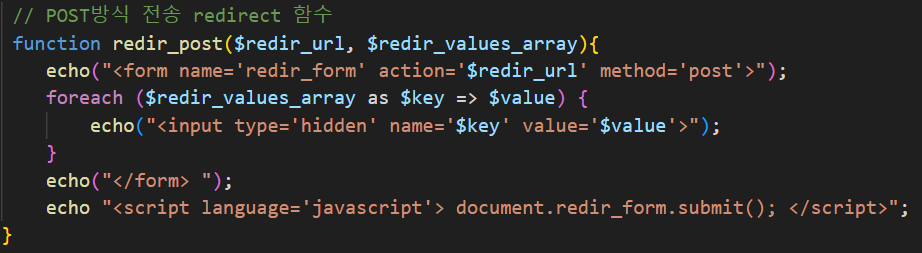 // POST방식 전송 redirect 함수
function redir_post($redir_url, $redir_values_array){
echo("<form name='redir_form' action='$redir_url' method='post'>");
foreach ($redir_values_array as $key => $value) {
echo("<input type='hidden' name='$key' value='$value'>");
}
echo("</form> ");
echo "<script language='javascript'> document.redir_form.submit(); </script>";
}